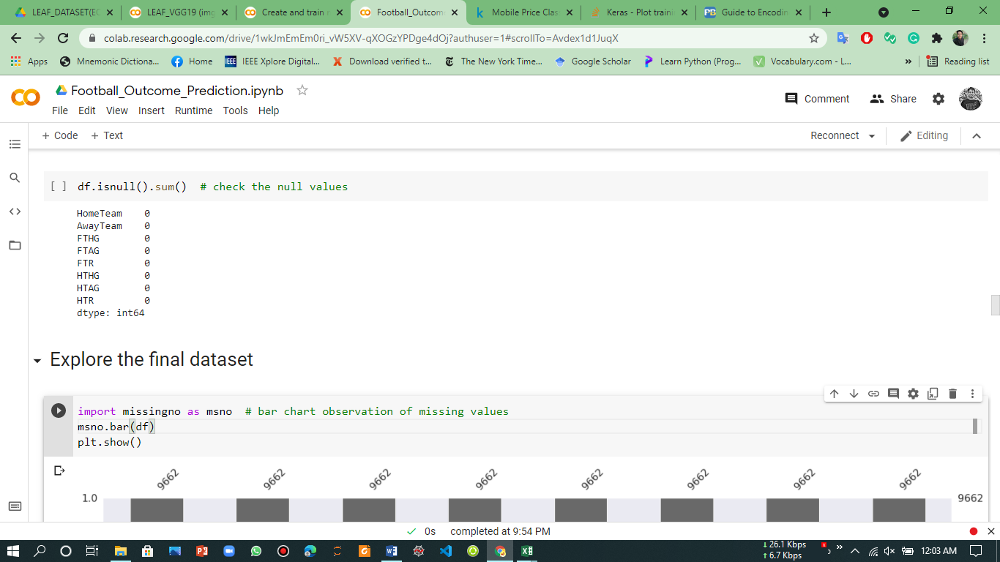 LEAF_DATASET(EC
LEAF_VGG19 (img
Create and train m
Football_Outcome
Mobile Price Clas
Keras - Plot traini
Guide to Encodin
colab.research.google.com/drive/1wkJmEmEm0ri_vW5XV-qXOGzYPDge4dOj?authuser=1#scrollTo=Avdex1d1JuqX
Apps
Mnemonic Dictiona...
Home
IEEE IEEE Xplore Digital...
Download verified t...
The New York Time...
Google Scholar
Learn Python (Prog...
Vocabulary.com - L...
»
Reading list
Football_Outcome_Prediction.ipynb
File Edit View Insert Runtime Tools Help
Comment
Share
+ Code + Text
Reconnect
Editing
[ ] df.isnull().sum() # check the null values
HomeTeam 0
AwayTeam 0
FTHG 0
FTAG 0
FTR 0
HTHG 0
HTAG 0
HTR 0
dtype: int64
Explore the final dataset
import missingno as msno # bar chart observation of missing values
msno.bar(df)
plt.show()
9662 9662 9662 9662 9662 9662 9662 9662
1.0
9662
0s completed at 9:54 PM
26.1 Kbps
6.7 Kbps
12:03 AM